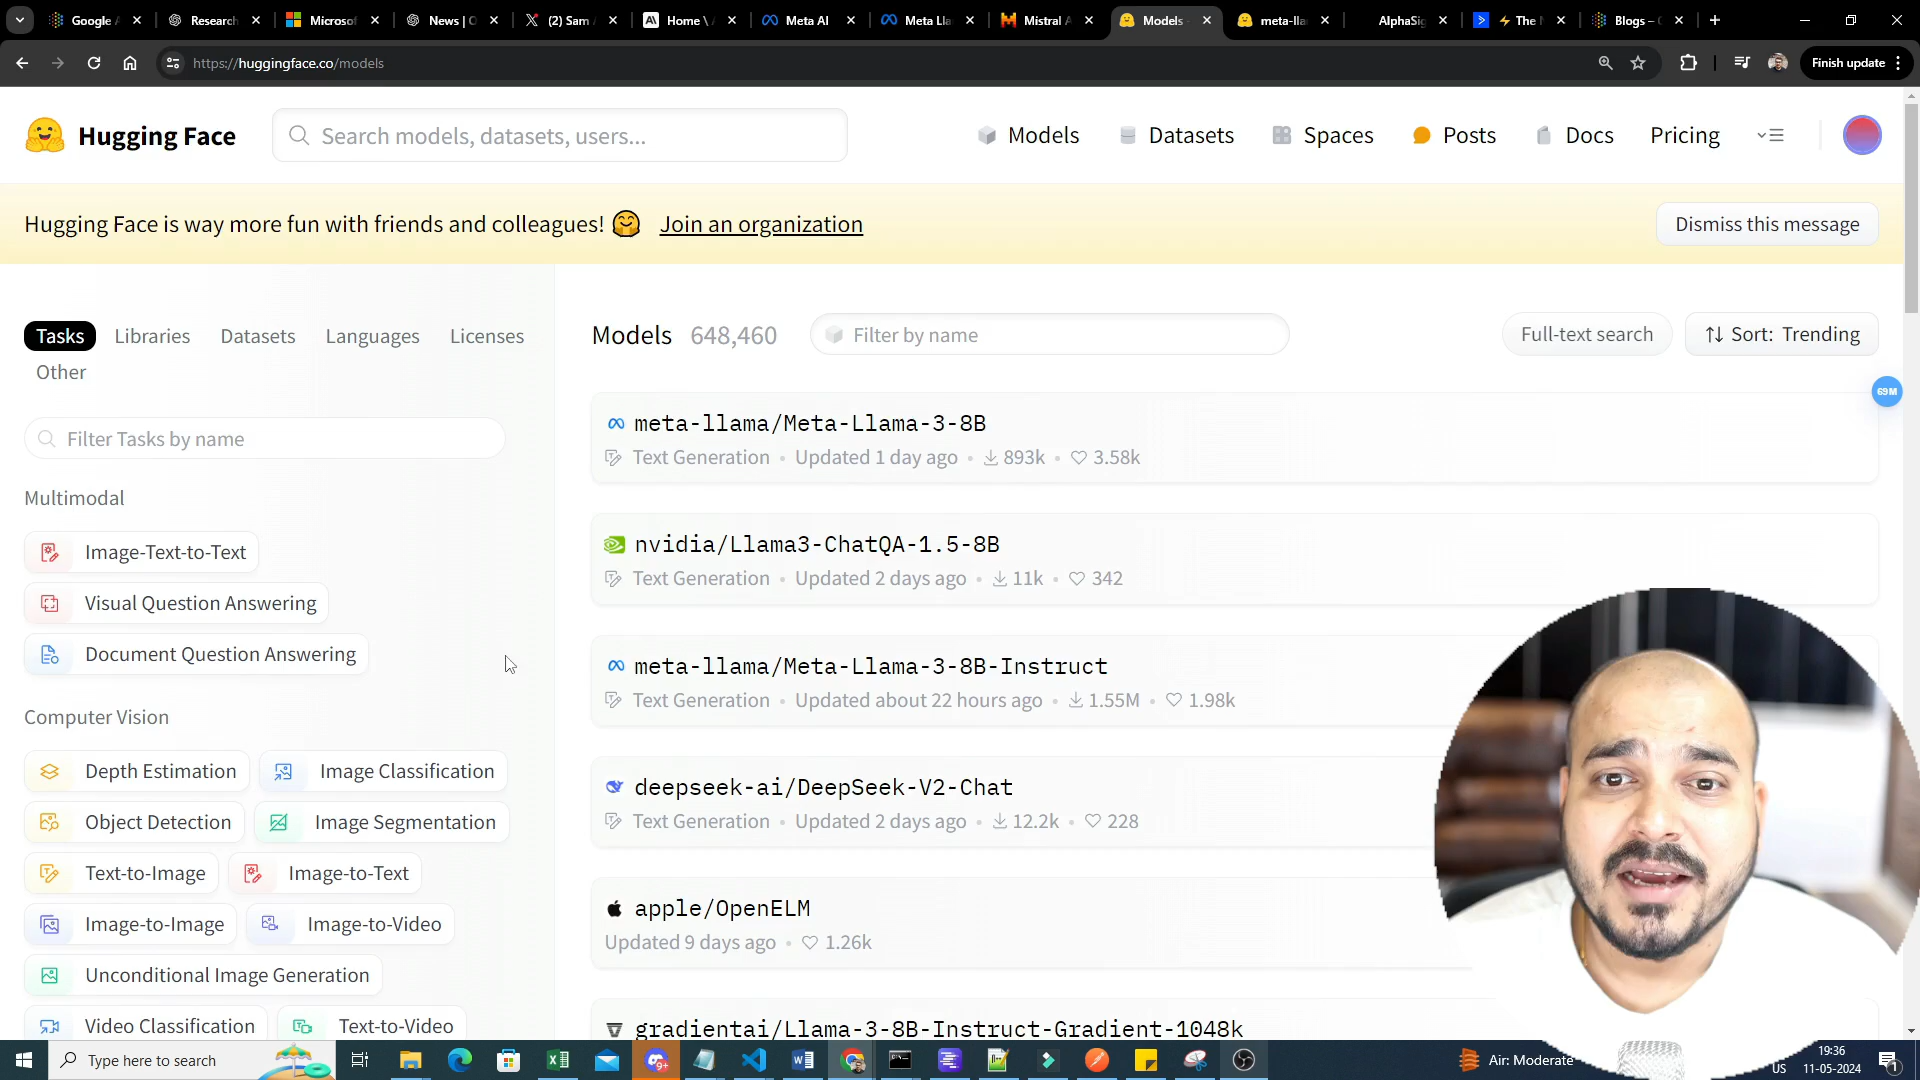 Google A
Research
Microsof
News | O
(2) Sam
Home \
Meta AI
Meta Lla
Mistral A
Models -
meta-lla
AlphaSig
The
Blogs –
https://huggingface.co/models
Finish update
Hugging Face
Search models, datasets, users...
Models
Datasets
Spaces
Posts
Docs
Pricing
Hugging Face is way more fun with friends and colleagues! 🤗 Join an organization
Dismiss this message
Tasks Libraries Datasets Languages Licenses
Other
Filter Tasks by name
Multimodal
Image-Text-to-Text
Visual Question Answering
Document Question Answering
Computer Vision
Depth Estimation
Image Classification
Object Detection
Image Segmentation
Text-to-Image
Image-to-Text
Image-to-Image
Image-to-Video
Unconditional Image Generation
Video Classification
Text-to-Video
Models 648,460
Filter by name
Full-text search
Sort: Trending
69M
meta-llama/Meta-Llama-3-8B
Text Generation • Updated 1 day ago • 893k • 3.58k
nvidia/Llama3-ChatQA-1.5-8B
Text Generation • Updated 2 days ago • 11k • 342
meta-llama/Meta-Llama-3-8B-Instruct
Text Generation • Updated about 22 hours ago • 1.55M • 1.98k
deepseek-ai/DeepSeek-V2-Chat
Text Generation • Updated 2 days ago • 12.2k • 228
apple/OpenELM
Updated 9 days ago • 1.26k
gradientai/Llama-3-8B-Instruct-Gradient-1048k
Type here to search
9+
Air: Moderate
US
19:36
11-05-2024
1